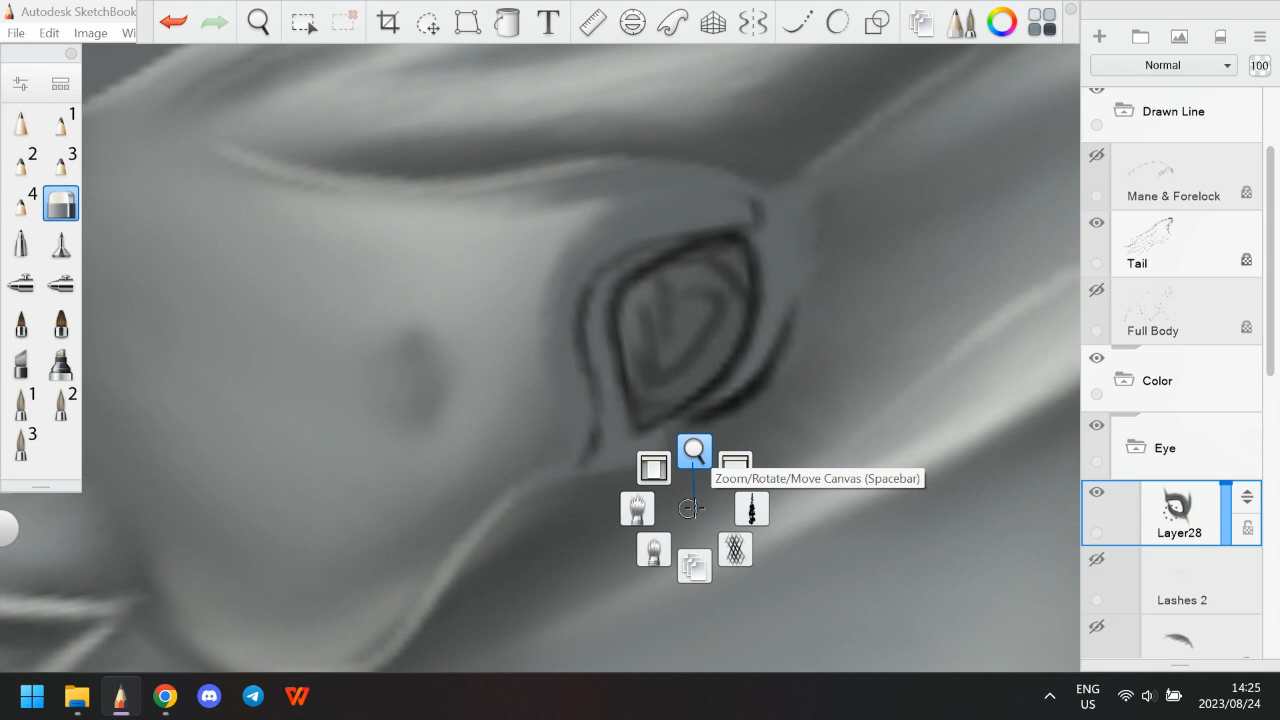 Autodesk SketchBook
File Edit Image Wi
T
1
2 3
4
1 2
3
Normal 100
Drawn Line
Mane & Forelock
Tail
Full Body
Color
Eye
Layer28
Lashes 2
Zoom/Rotate/Move Canvas (Spacebar)
ENG
US
14:25
2023/08/24